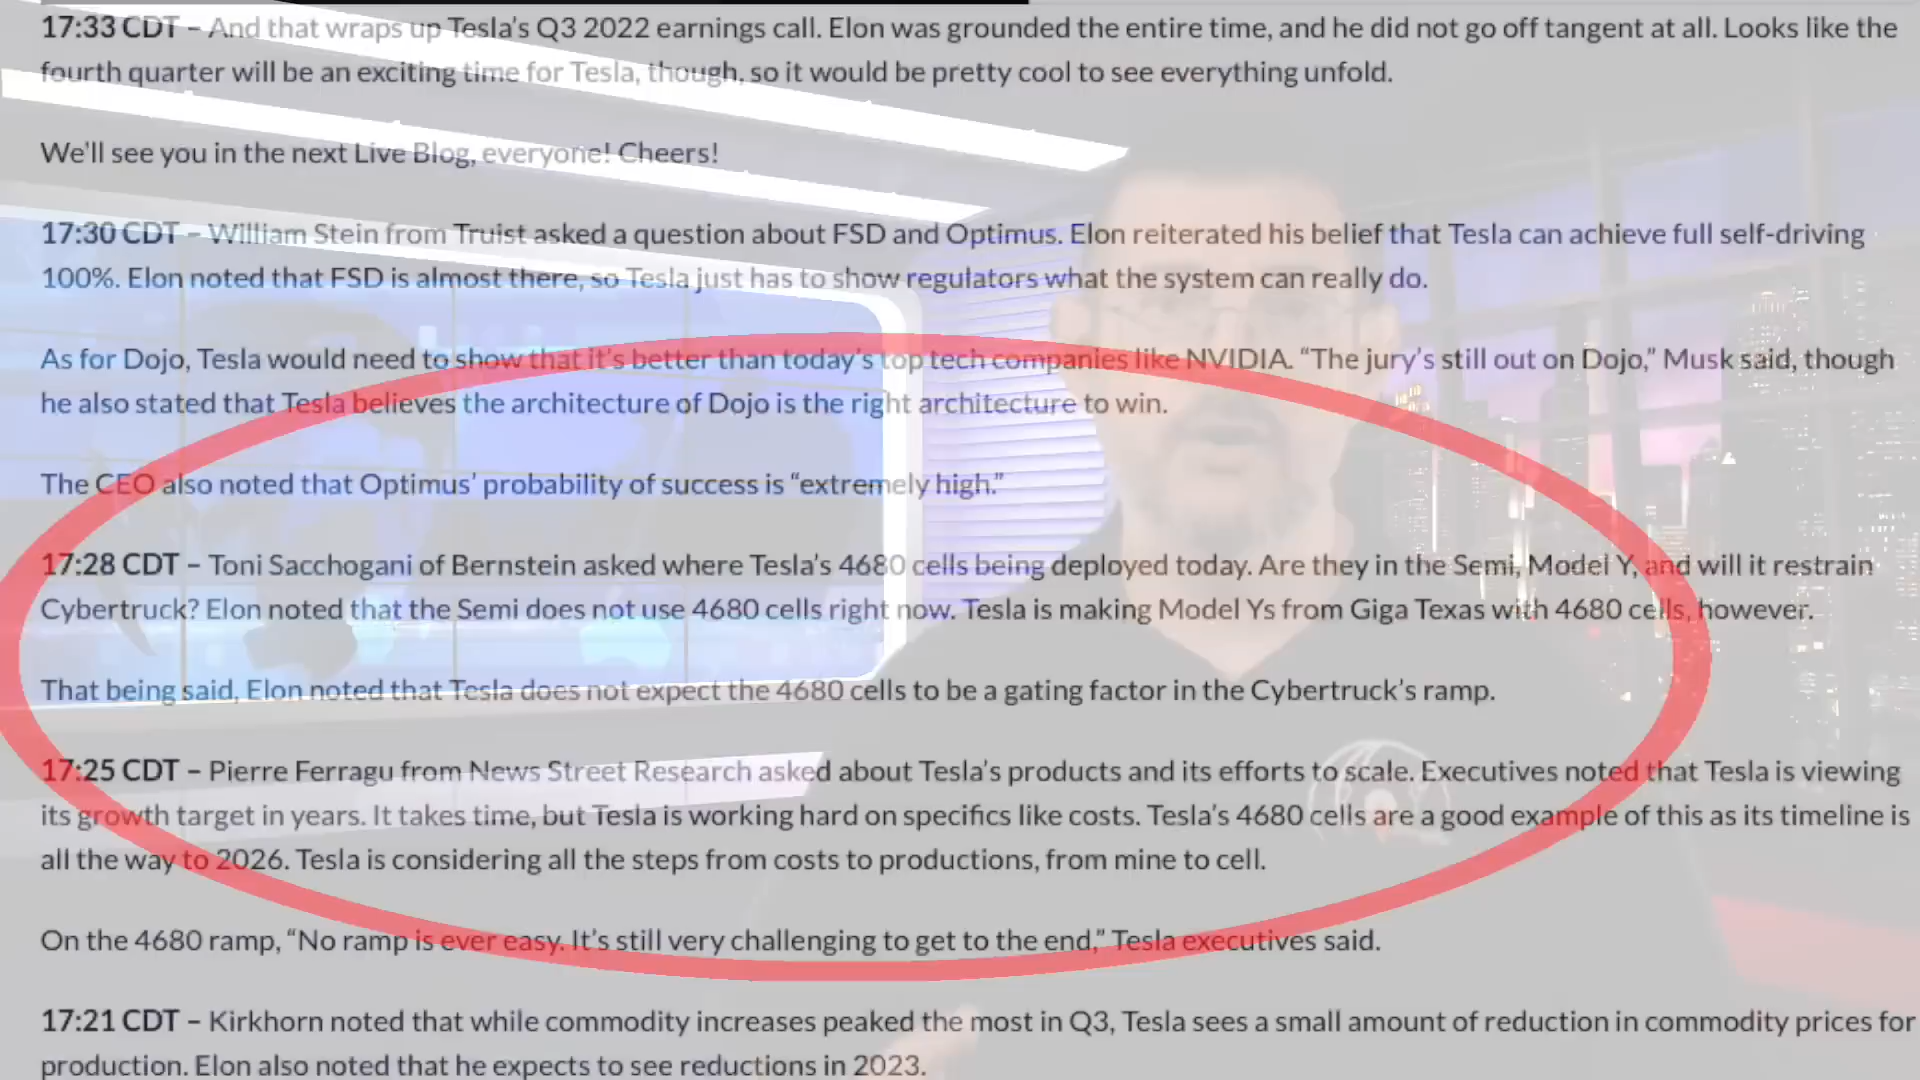 17:33 CDT – And that wraps up Tesla's Q3 2022 earnings call. Elon was grounded the entire time, and he did not go off tangent at all. Looks like the
fourth quarter will be an exciting time for Tesla, though, so it would be pretty cool to see everything unfold.
We'll see you in the next Live Blog, everyone! Cheers!
17:30 CDT – William Stein from Truist asked a question about FSD and Optimus. Elon reiterated his belief that Tesla can achieve full self-driving
100%. Elon noted that FSD is almost there, so Tesla just has to show regulators what the system can really do.
As for Dojo, Tesla would need to show that it's better than today's top tech companies like NVIDIA. “The jury's still out on Dojo,” Musk said, though
he also stated that Tesla believes the architecture of Dojo is the right architecture to win.
The CEO also noted that Optimus' probability of success is “extremely high.”
17:28 CDT – Toni Sacchogani of Bernstein asked where Tesla's 4680 cells being deployed today. Are they in the Semi, Model Y, and will it restrain
Cybertruck? Elon noted that the Semi does not use 4680 cells right now. Tesla is making Model Ys from Giga Texas with 4680 cells, however.
That being said, Elon noted that Tesla does not expect the 4680 cells to be a gating factor in the Cybertruck's ramp.
17:25 CDT – Pierre Ferragu from News Street Research asked about Tesla's products and its efforts to scale. Executives noted that Tesla is viewing
its growth target in years. It takes time, but Tesla is working hard on specifics like costs. Tesla's 4680 cells are a good example of this as its timeline is
all the way to 2026. Tesla is considering all the steps from costs to productions, from mine to cell.
On the 4680 ramp, “No ramp is ever easy. It's still very challenging to get to the end,” Tesla executives said.
17:21 CDT – Kirkhorn noted that while commodity increases peaked the most in Q3, Tesla sees a small amount of reduction in commodity prices for
production. Elon also noted that he expects to see reductions in 2023.